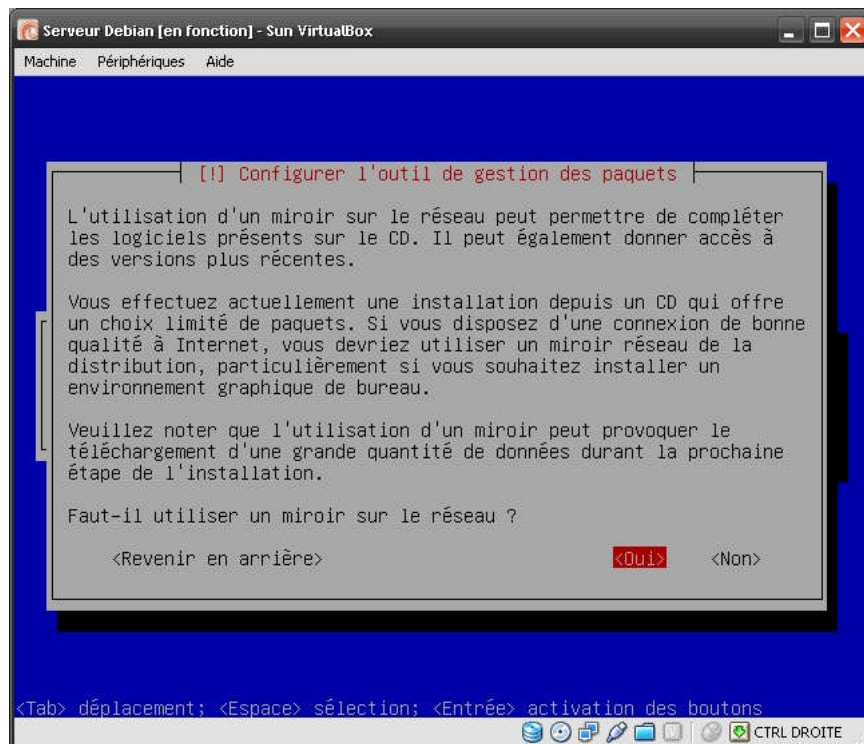 Serveur Debian [en fonction] - Sun VirtualBox
Machine Périphériques Aide
[!] Configurer l'outil de gestion des paquets
L'utilisation d'un miroir sur le réseau peut permettre de compléter
les logiciels présents sur le CD. Il peut également donner accès à
des versions plus récentes.
Vous effectuez actuellement une installation depuis un CD qui offre
un choix limité de paquets. Si vous disposez d'une connexion de bonne
qualité à Internet, vous devriez utiliser un miroir réseau de la
distribution, particulièrement si vous souhaitez installer un
environnement graphique de bureau.
Veuillez noter que l'utilisation d'un miroir peut provoquer le
téléchargement d'une grande quantité de données durant la prochaine
étape de l'installation.
Faut-il utiliser un miroir sur le réseau ?
<Revenir en arrière> <Oui> <Non>
<Tab> déplacement; <Espace> sélection; <Entrée> activation des boutons
CTRL DROITE